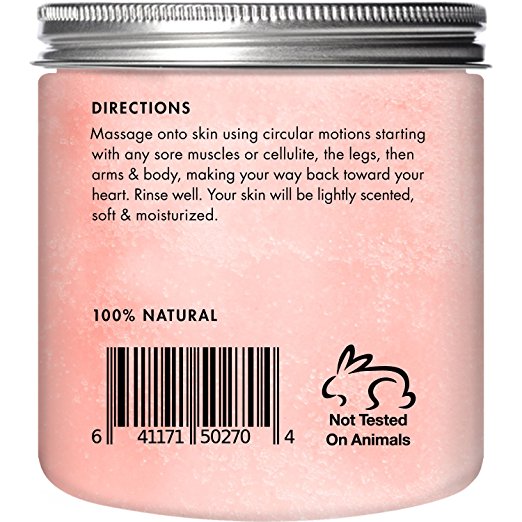 DIRECTIONS
Massage onto skin using circular motions starting
with any sore muscles or cellulite, the legs, then
arms & body, making your way back toward your
heart. Rinse well. Your skin will be lightly scented,
soft & moisturized.
100% NATURAL
6 41171 50270 4
Not Tested
On Animals